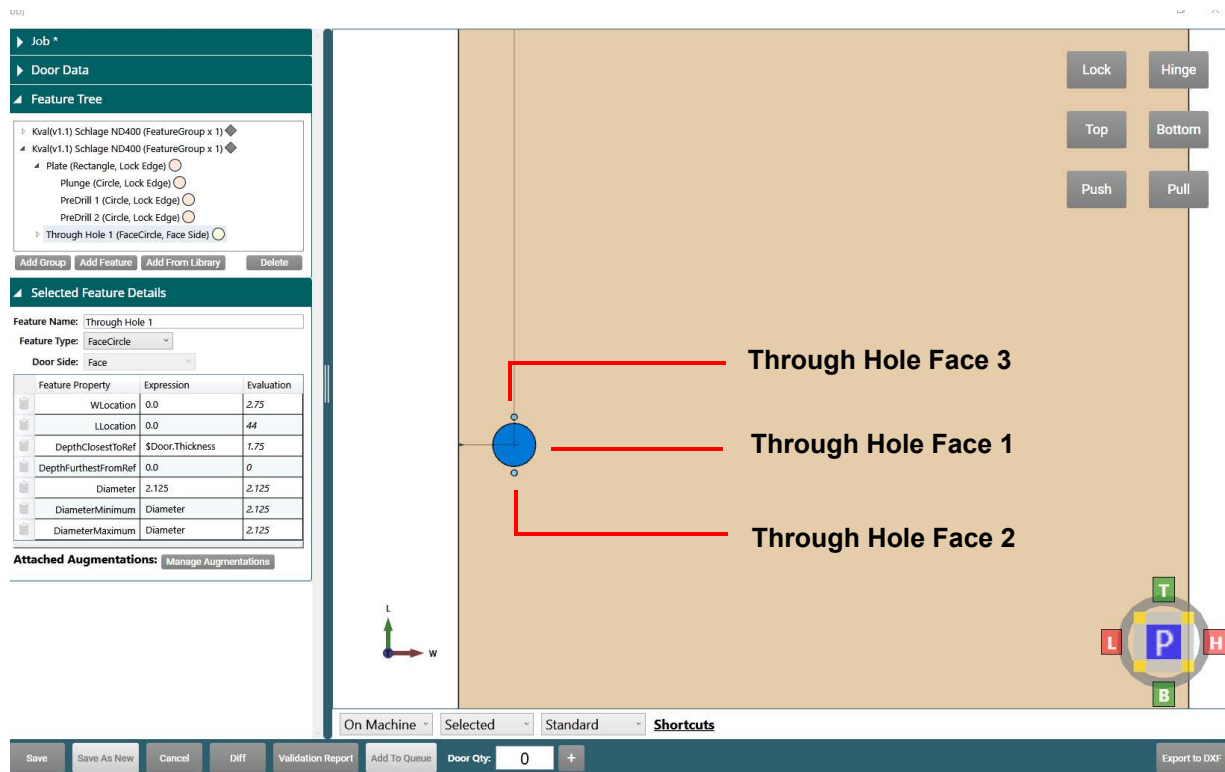 Job *
Door Data
Feature Tree
Kval(v1.1) Schlage ND400 (FeatureGroup x 1)
Kval(v1.1) Schlage ND400 (FeatureGroup x 1)
Plate (Rectangle, Lock Edge)
Plunge (Circle, Lock Edge)
PreDrill 1 (Circle, Lock Edge)
PreDrill 2 (Circle, Lock Edge)
Through Hole 1 (FaceCircle, Face Side)
Add Group Add Feature Add From Library Delete
Selected Feature Details
Feature Name: Through Hole 1
Feature Type: FaceCircle
Door Side: Face
Feature Property Expression Evaluation
WLocation 0.0 2.75
LLocation 0.0 44
DepthClosestToRef $Door.Thickness 1.75
DepthFurthestFromRef 0.0 0
Diameter 2.125 2.125
DiameterMinimum Diameter 2.125
DiameterMaximum Diameter 2.125
Attached Augmentations: Manage Augmentations
Lock Hinge
Top Bottom
Push Pull
Through Hole Face 3
Through Hole Face 1
Through Hole Face 2
L
W
T
L P H
B
On Machine Selected Standard Shortcuts
Save Save As New Cancel Diff Validation Report Add To Queue Door Qty: 0 + Export to DXF